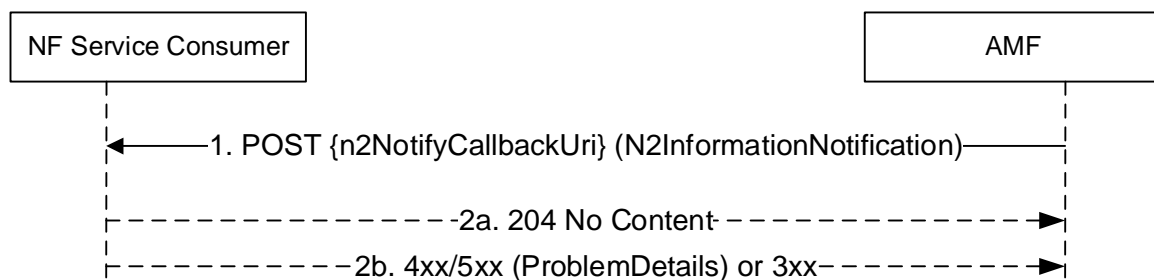 NF Service Consumer
AMF
1. POST {n2NotifyCallbackUri} (N2InformationNotification)
2a. 204 No Content
2b. 4xx/5xx (ProblemDetails) or 3xx